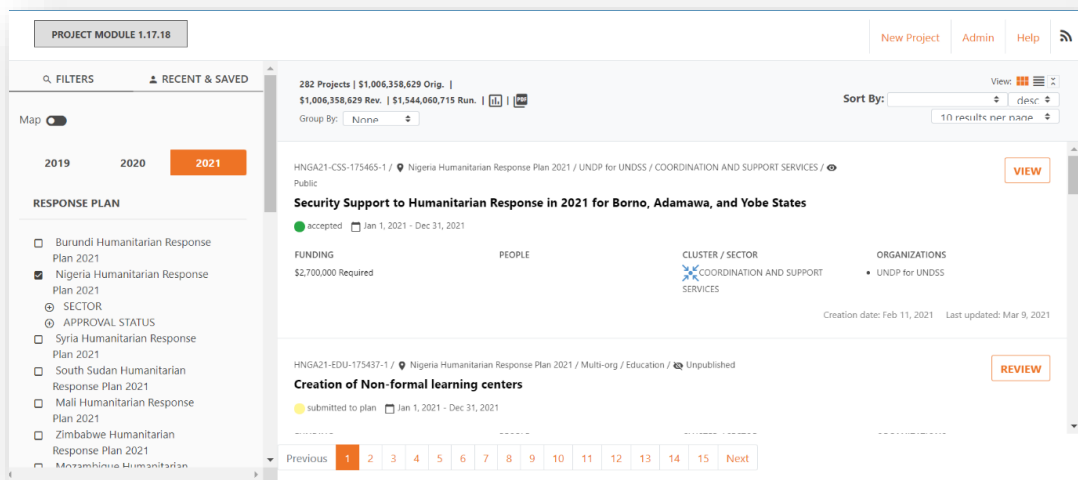 PROJECT MODULE 1.17.18
New Project Admin Help
FILTERS RECENT & SAVED
Map
2019 2020 2021
RESPONSE PLAN
Burundi Humanitarian Response
Plan 2021
Nigeria Humanitarian Response
Plan 2021
SECTOR
APPROVAL STATUS
Syria Humanitarian Response
Plan 2021
South Sudan Humanitarian
Response Plan 2021
Mali Humanitarian Response
Plan 2021
Zimbabwe Humanitarian
Response Plan 2021
Mozambique Humanitarian
282 Projects | $1,006,358,629 Orig. |
$1,006,358,629 Rev. | $1,544,060,715 Run. | | PDF
Group By: None
View:
Sort By: desc
10 results per page
HNGA21-CSS-175465-1 / Nigeria Humanitarian Response Plan 2021 / UNDP for UNDSS / COORDINATION AND SUPPORT SERVICES /
Public
VIEW
Security Support to Humanitarian Response in 2021 for Borno, Adamawa, and Yobe States
accepted Jan 1, 2021 - Dec 31, 2021
FUNDING PEOPLE CLUSTER / SECTOR ORGANIZATIONS
$2,700,000 Required COORDINATION AND SUPPORT • UNDP for UNDSS
SERVICES
Creation date: Feb 11, 2021 Last updated: Mar 9, 2021
HNGA21-EDU-175437-1 / Nigeria Humanitarian Response Plan 2021 / Multi-org / Education / Unpublished
REVIEW
Creation of Non-formal learning centers
submitted to plan Jan 1, 2021 - Dec 31, 2021
Previous 1 2 3 4 5 6 7 8 9 10 11 12 13 14 15 Next